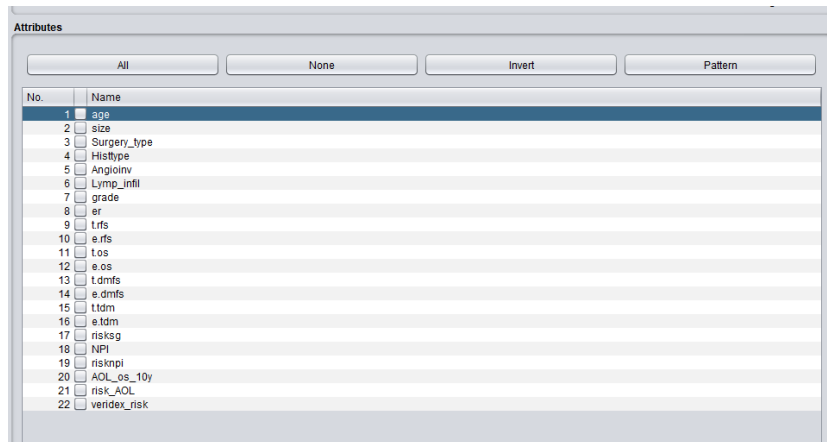 Attributes
All None Invert Pattern
No. Name
1 age
2 size
3 Surgery_type
4 Histtype
5 Angioinv
6 Lymp_infil
7 grade
8 er
9 t.rfs
10 e.rfs
11 t.os
12 e.os
13 t.dmfs
14 e.dmfs
15 t.tdm
16 e.tdm
17 risksg
18 NPI
19 risknpi
20 AOL_os_10y
21 risk_AOL
22 veridex_risk